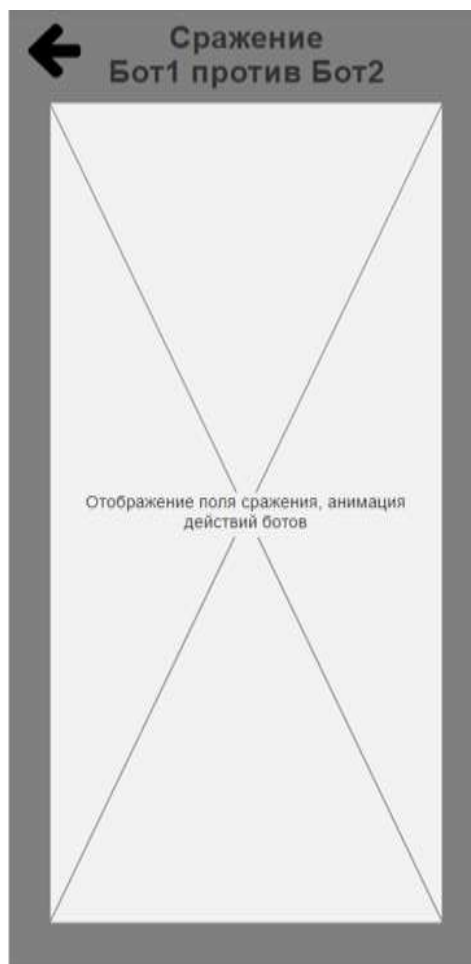 Сражение
Бот1 против Бот2
Отображение поля сражения, анимация
действий ботов